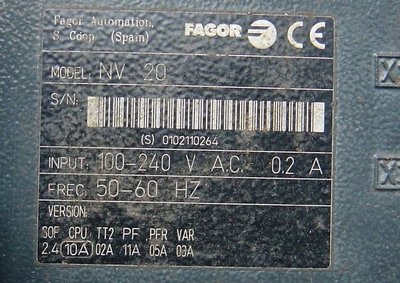 Fagor Automation,
S. Coop (Spain)
FAGOR CE
MODEL: NV 20
S/N:
(S) 0102110264
INPUT: 100-240 V A.C. 0.2 A
FREC. 50-60 HZ
VERSION:
SOF CPU TT2 PF PFR VAR
2.4 10A 02A 11A 05A 03A